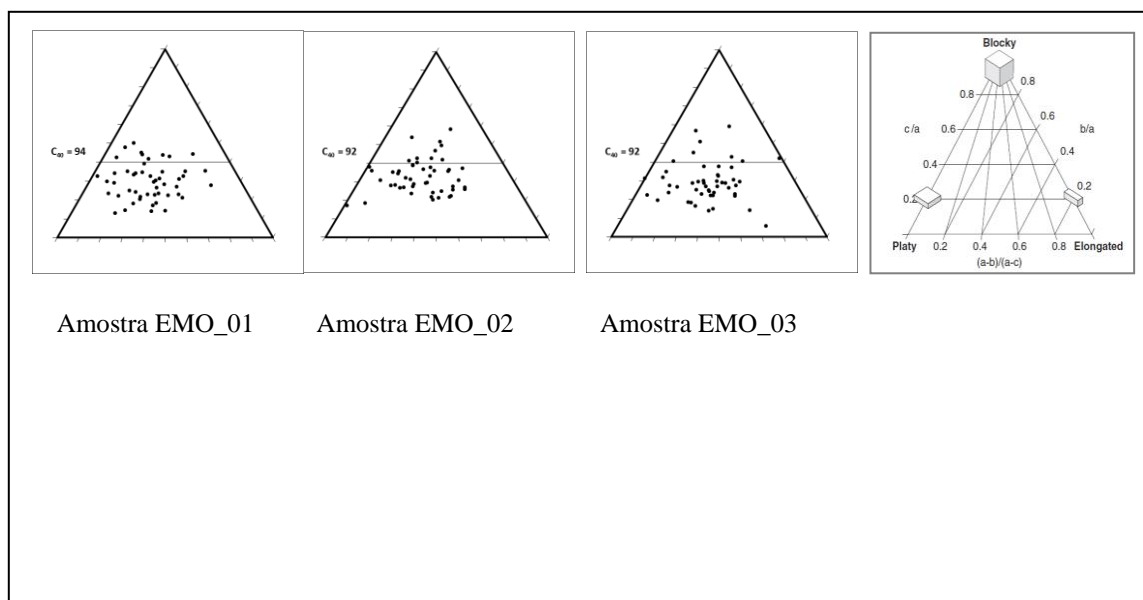 C₄₀ = 94
C₄₀ = 92
C₄₀ = 92
Blocky
0.8
0.8
c/a
0.6
0.6
b/a
0.4
0.4
0.2
0.2
Platy
0.2
0.4
0.6
0.8
Elongated
(a-b)/(a-c)
Amostra EMO_01
Amostra EMO_02
Amostra EMO_03